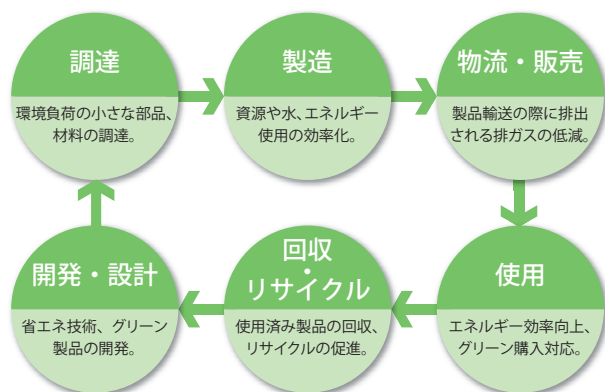 調達
環境負荷の小さな部品、
材料の調達。
製造
資源や水、エネルギー
使用の効率化。
物流・販売
製品輸送の際に排出
される排ガスの低減。
使用
エネルギー効率向上、
グリーン購入対応。
回収
・
リサイクル
使用済み製品の回収、
リサイクルの促進。
開発・設計
省エネ技術、グリーン
製品の開発。